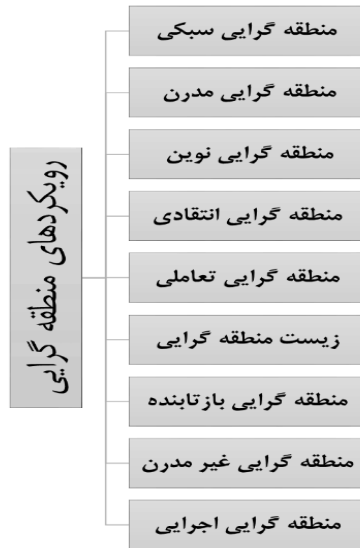 رویکردهای منطقه گرایی
منطقه گرایی سبکی
منطقه گرایی مدرن
منطقه گرایی نوین
منطقه گرایی انتقادی
منطقه گرایی تعاملی
زیست منطقه گرایی
منطقه گرایی بازتابنده
منطقه گرایی غیر مدرن
منطقه گرایی اجرایی